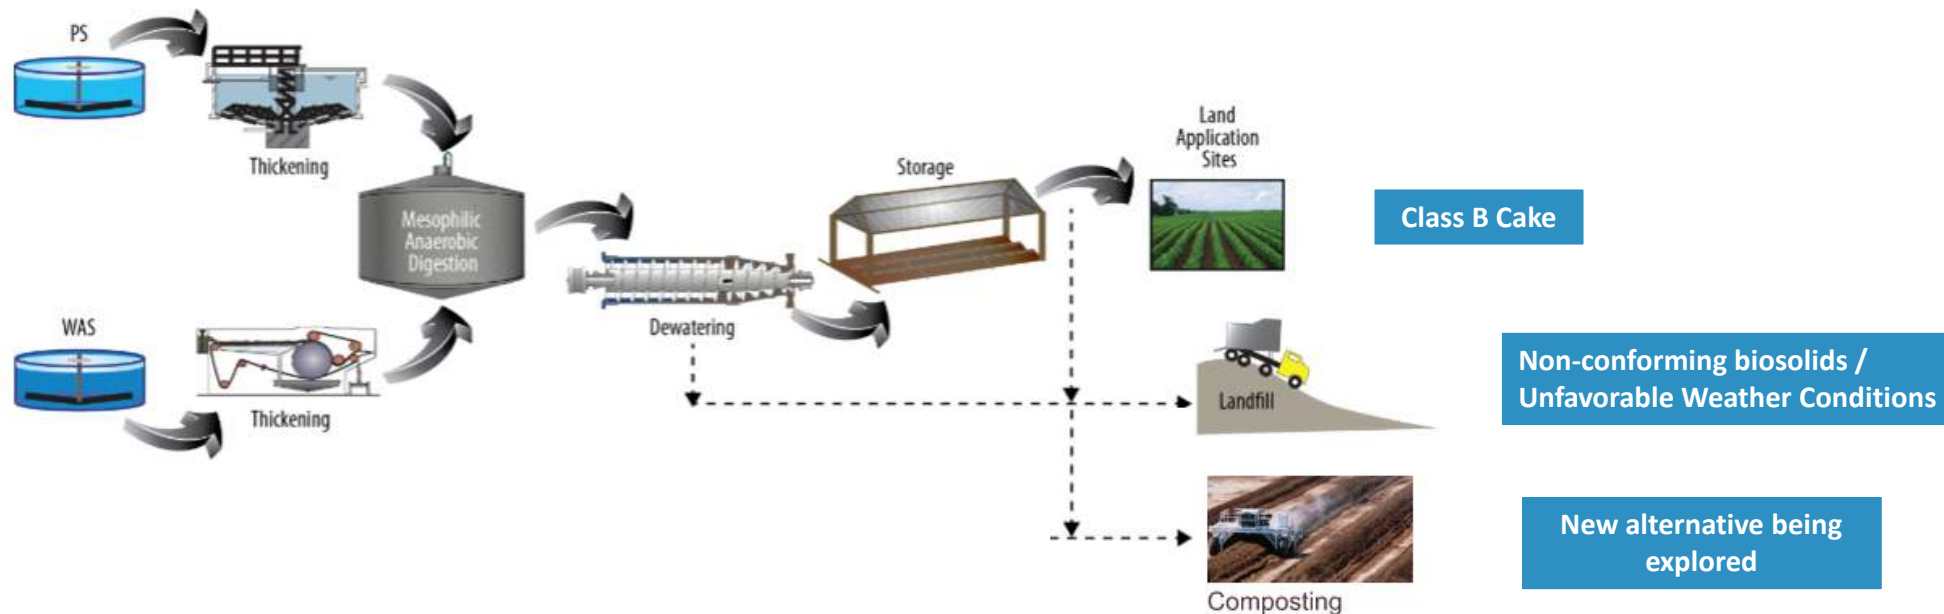 PS
Thickening
Mesophilic
Anaerobic
Digestion
WAS
Thickening
Dewatering
Storage
Land
Application
Sites
Class B Cake
Landfill
Non-conforming biosolids /
Unfavorable Weather Conditions
Composting
New alternative being
explored